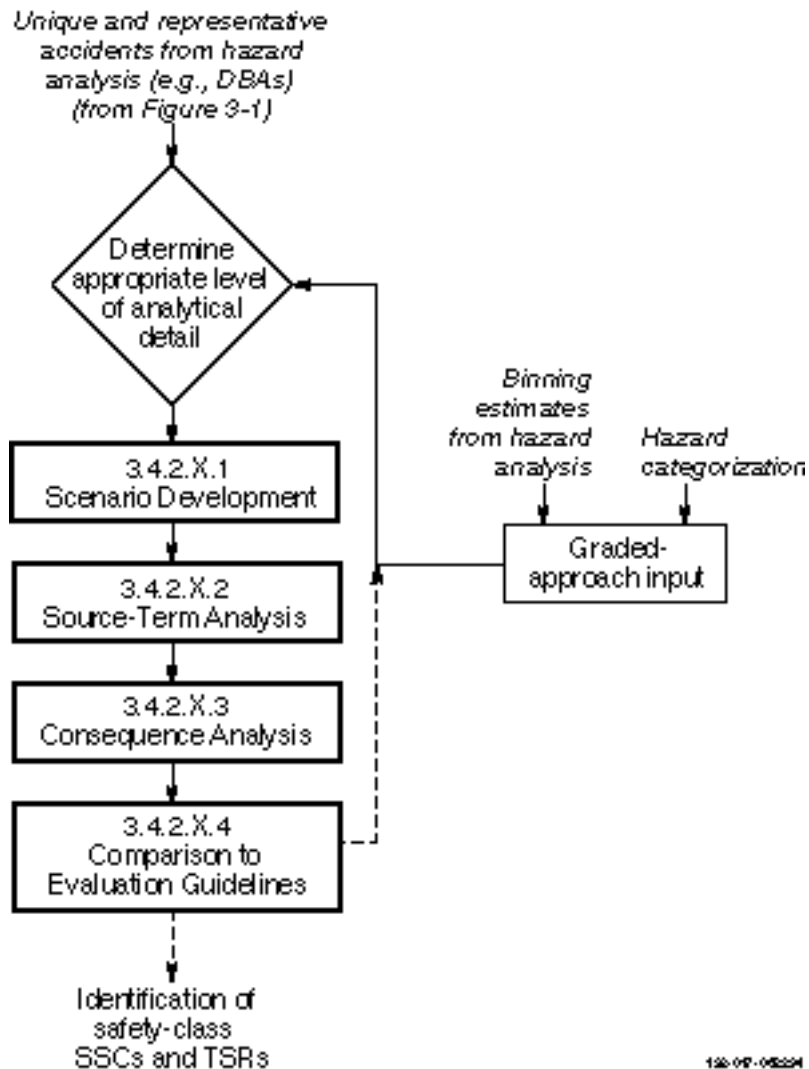 Unique and representative
accidents from hazard
analysis (e.g., DBAs)
(from Figure 3-1)
Determine
appropriate level
of analytical
detail
3.4.2.X.1
Scenario Development
3.4.2.X.2
Source-Term Analysis
3.4.2.X.3
Consequence Analysis
3.4.2.X.4
Comparison to
Evaluation Guidelines
Identification of
safety-class
SSCs and TSRs
Binning
estimates
from hazard
analysis
Hazard
categorization
Graded-
approach input